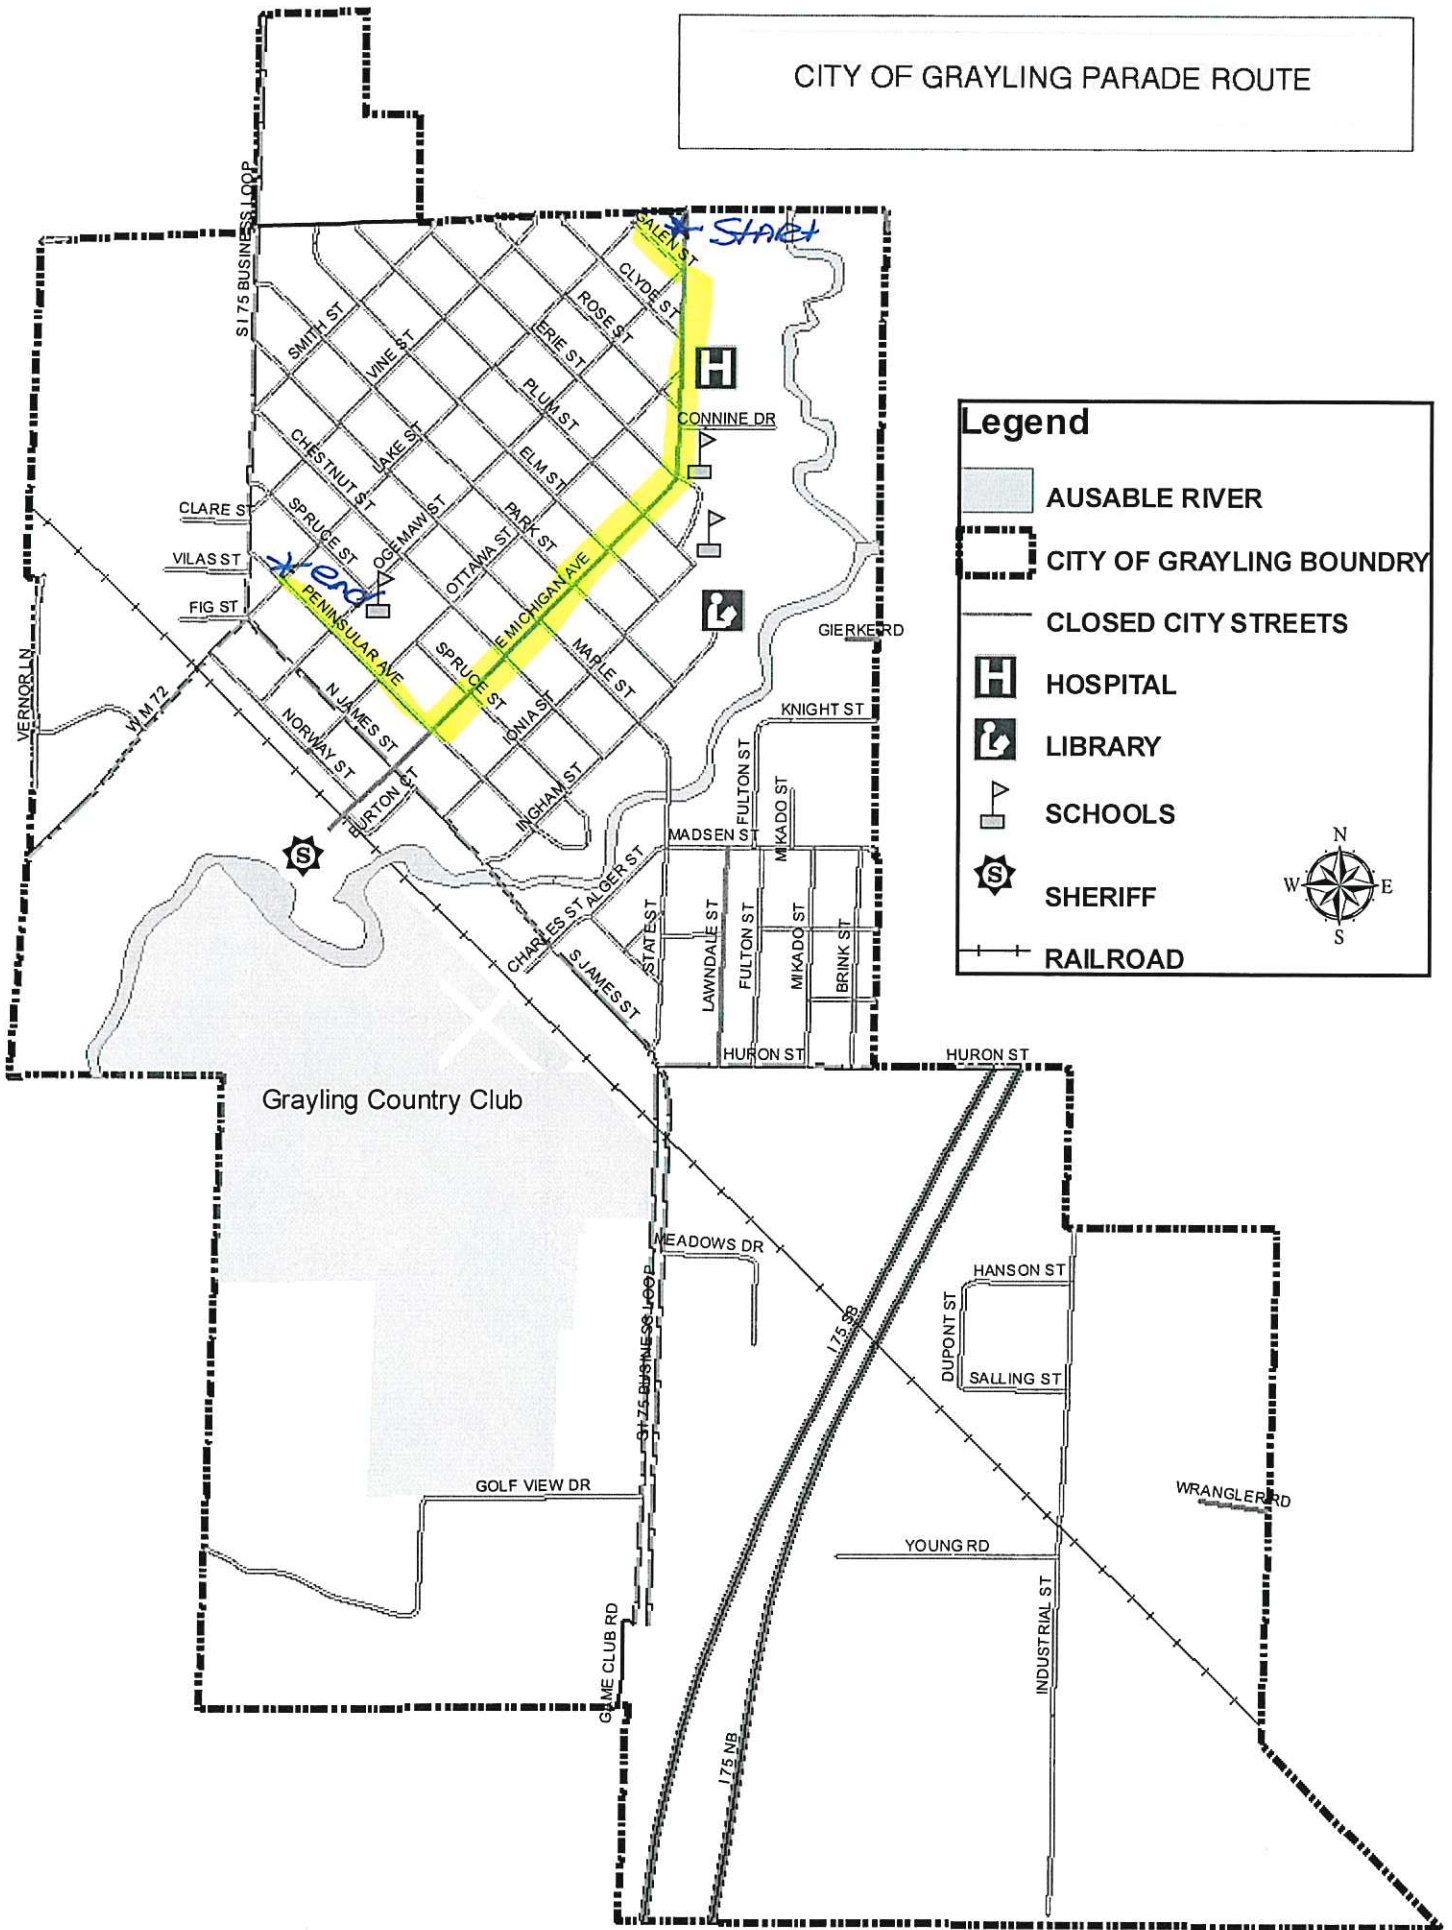 CITY OF GRAYLING PARADE ROUTE
S I 75 BUSINESS LOOP
GALEN ST
START
CLYDE ST
ROSE ST
SMITH ST
ERIE ST
VINE ST
H
PLUM ST
CONNINE DR
LAKE ST
CHESTNUT ST
ELM ST
CLARE ST
SPRUCE ST
OGEMAW ST
PARK ST
OTTAWA ST
VILAS ST
end
E MICHIGAN AVE
FIG ST
PENINSULAR AVE
GIERKE RD
SPRUCE ST
MAPLE ST
VERNOR LN
W M 72
N JAMES ST
IONIA ST
KNIGHT ST
NORWAY ST
FULTON ST
MIKADO ST
BURTON CT
INGHAM ST
MADSEN ST
S
ALGER ST
CHARLES ST
STATE ST
LAWNDALE ST
FULTON ST
MIKADO ST
BRINK ST
S JAMES ST
HURON ST
HURON ST
Grayling Country Club
MEADOWS DR
HANSON ST
DUPONT ST
S I 75 BUSINESS LOOP
I 75 SB
SALLING ST
GOLF VIEW DR
WRANGLER RD
YOUNG RD
INDUSTRIAL ST
GAME CLUB RD
I 75 NB
Legend
AUSABLE RIVER
CITY OF GRAYLING BOUNDRY
CLOSED CITY STREETS
H HOSPITAL
LIBRARY
SCHOOLS
S SHERIFF
RAILROAD
N
W E
S